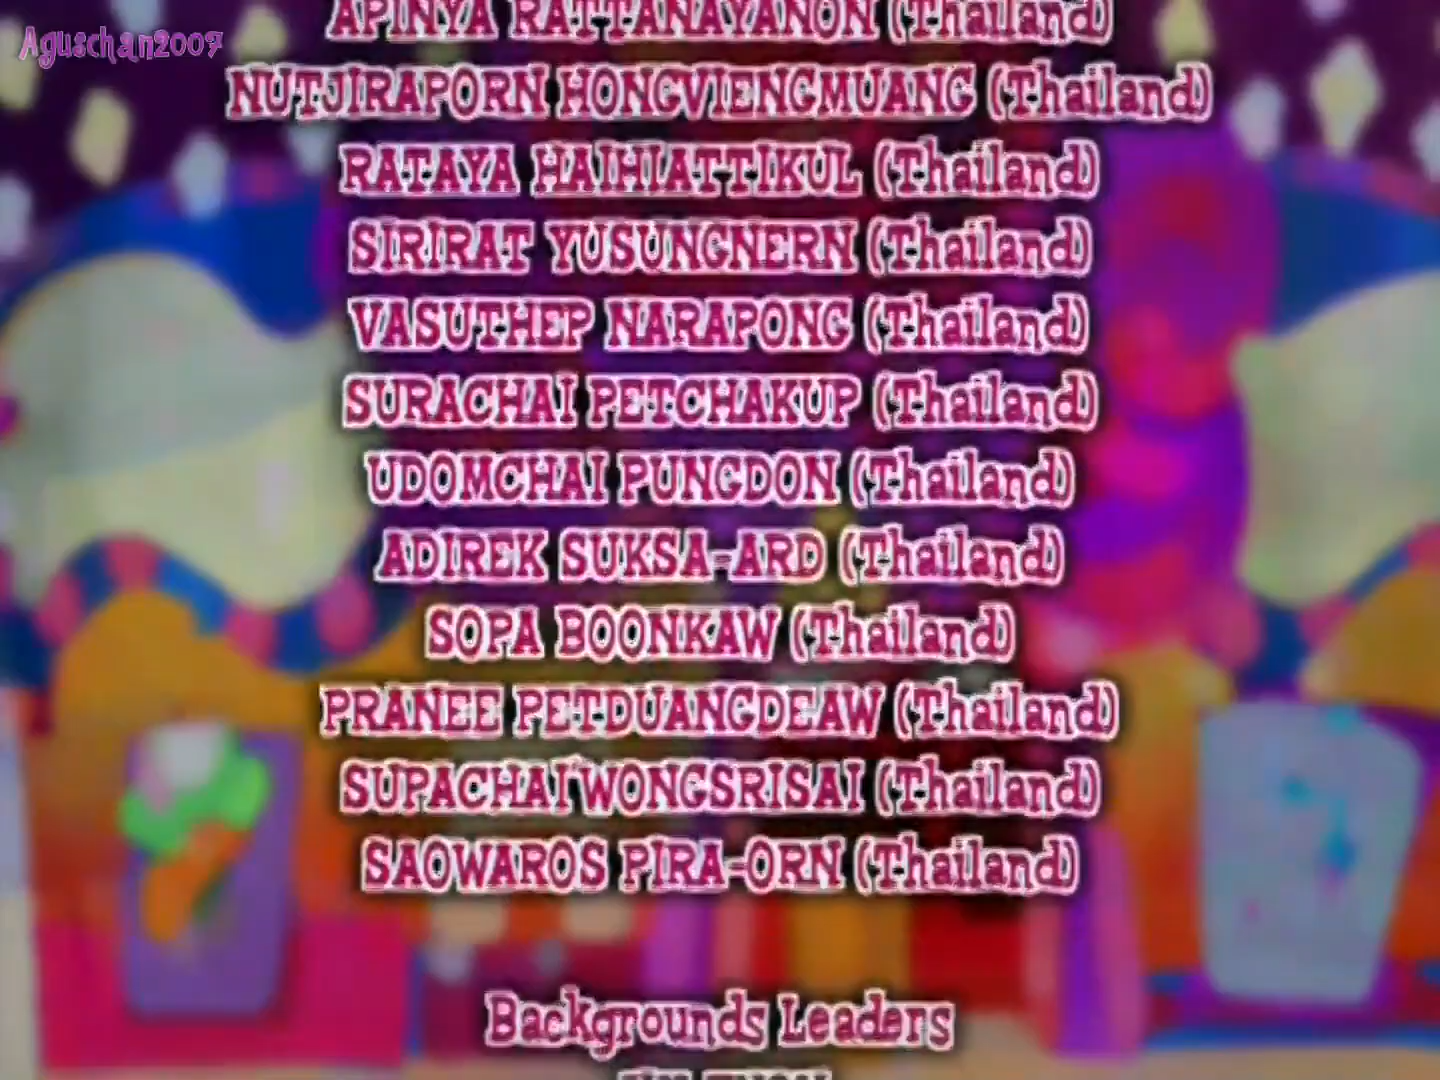 Aguschan2007
APINYA RATTANAYANON (Thailand)
NUTJIRAPORN HONGVIENGMUANG (Thailand)
RATAYA HAIHIATTIKUL (Thailand)
SIRIRAT YUSUNGNERN (Thailand)
VASUTHEP NARAPONG (Thailand)
SURACHAI PETCHAKUP (Thailand)
UDOMCHAI PUNGDON (Thailand)
ADIREK SUKSA-ARD (Thailand)
SOPA BOONKAW (Thailand)
PRANEE PETDUANGDEAW (Thailand)
SUPACHAI WONGSRISAI (Thailand)
SAOWAROS PIRA-ORN (Thailand)
Backgrounds Leaders